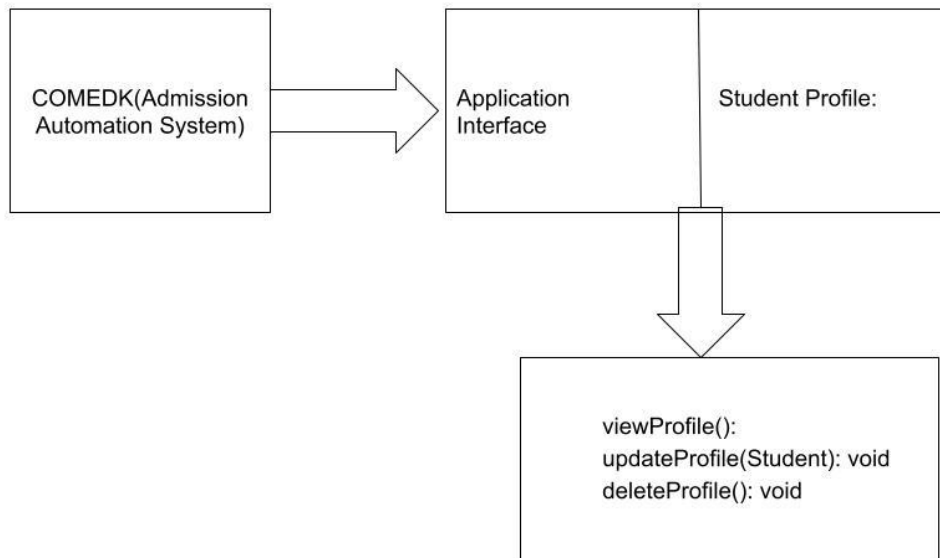 COMEDK(Admission
Automation System)
Application
Interface
Student Profile:
viewProfile():
updateProfile(Student): void
deleteProfile(): void